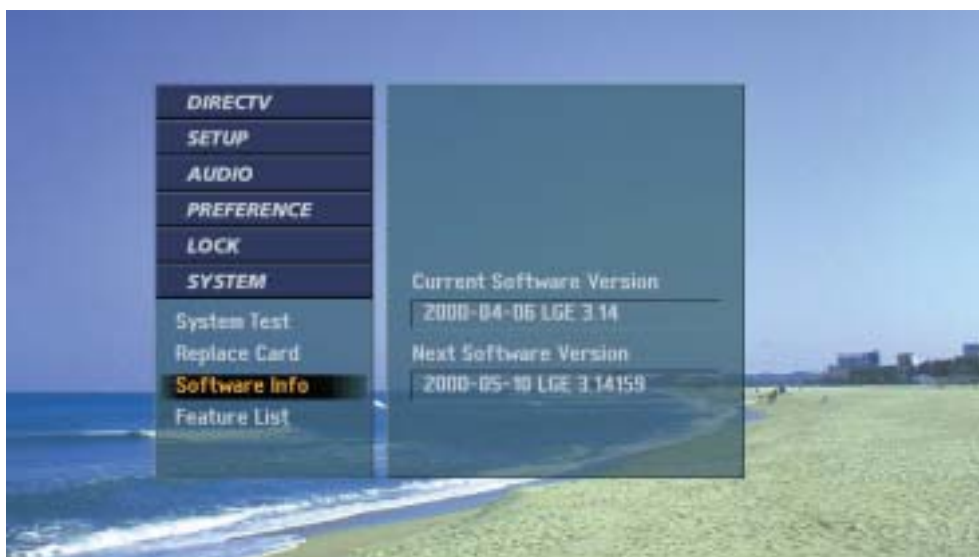 DIRECTV
SETUP
AUDIO
PREFERENCE
LOCK
SYSTEM
System Test
Replace Card
Software Info
Feature List
Current Software Version
2000-04-06 LGE 3.14
Next Software Version
2000-05-10 LGE 3.14159